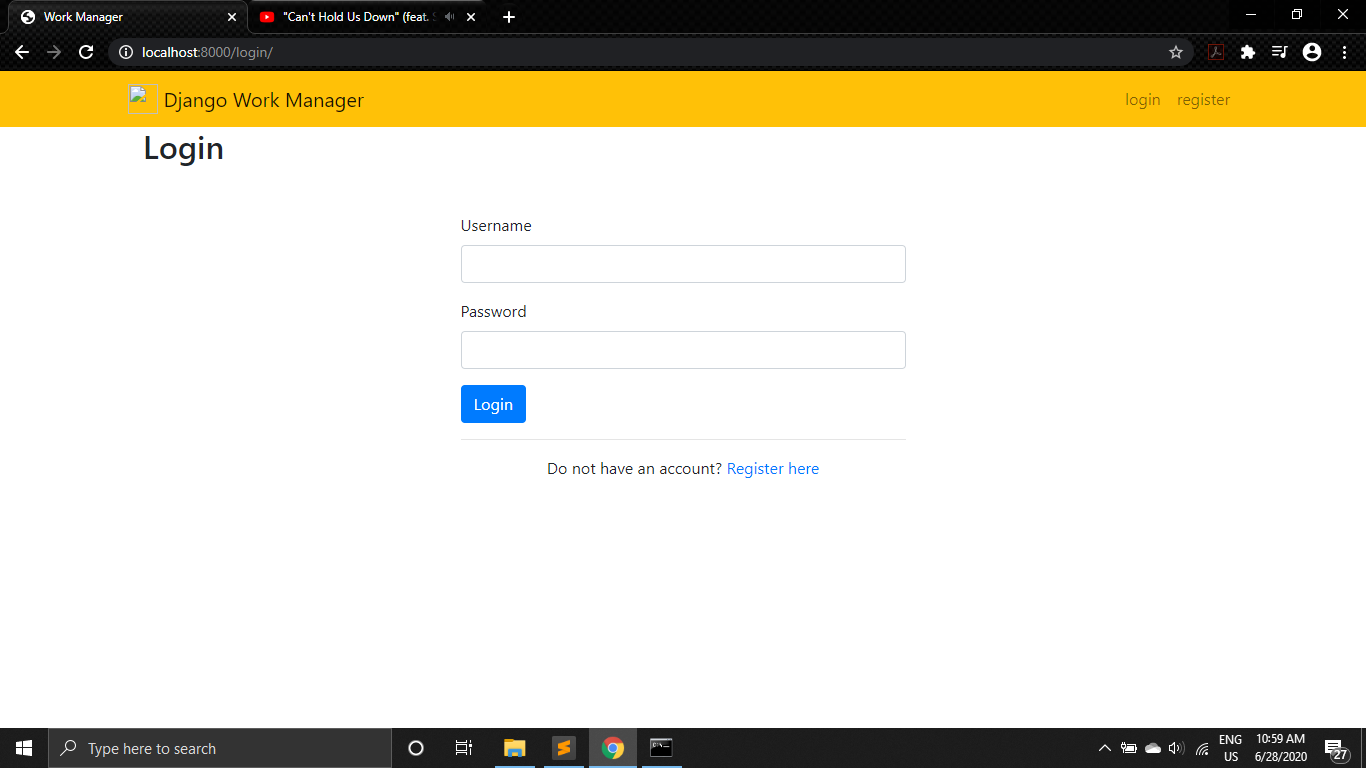 Work Manager
"Can't Hold Us Down" (feat.
localhost:8000/login/
Django Work Manager
login
register
Login
Username
Password
Login
Do not have an account? Register here
Type here to search
ENG
US
10:59 AM
6/28/2020
27